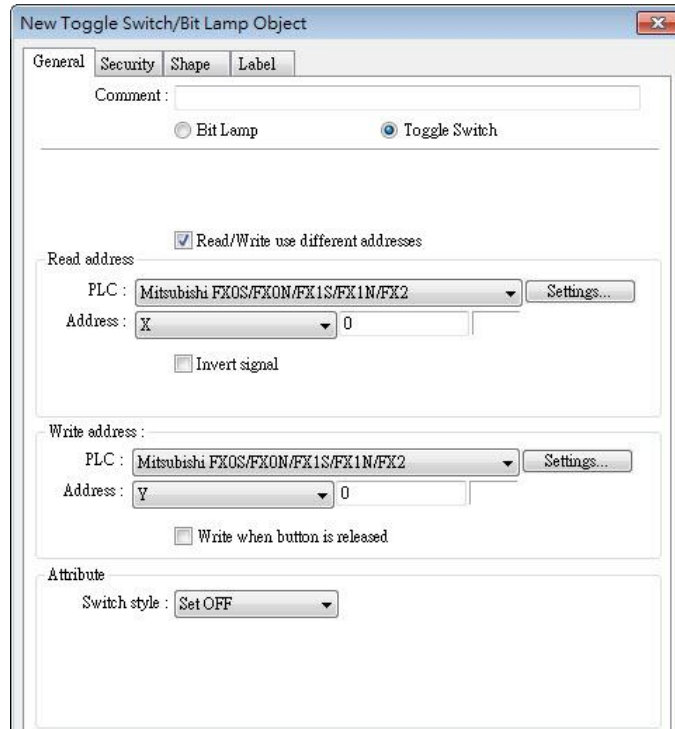 New Toggle Switch/Bit Lamp Object
General Security Shape Label
Comment :
Bit Lamp Toggle Switch
Read/Write use different addresses
Read address
PLC : Mitsubishi FX0S/FX0N/FX1S/FX1N/FX2 Settings...
Address : X 0
Invert signal
Write address :
PLC : Mitsubishi FX0S/FX0N/FX1S/FX1N/FX2 Settings...
Address : Y 0
Write when button is released
Attribute
Switch style : Set OFF